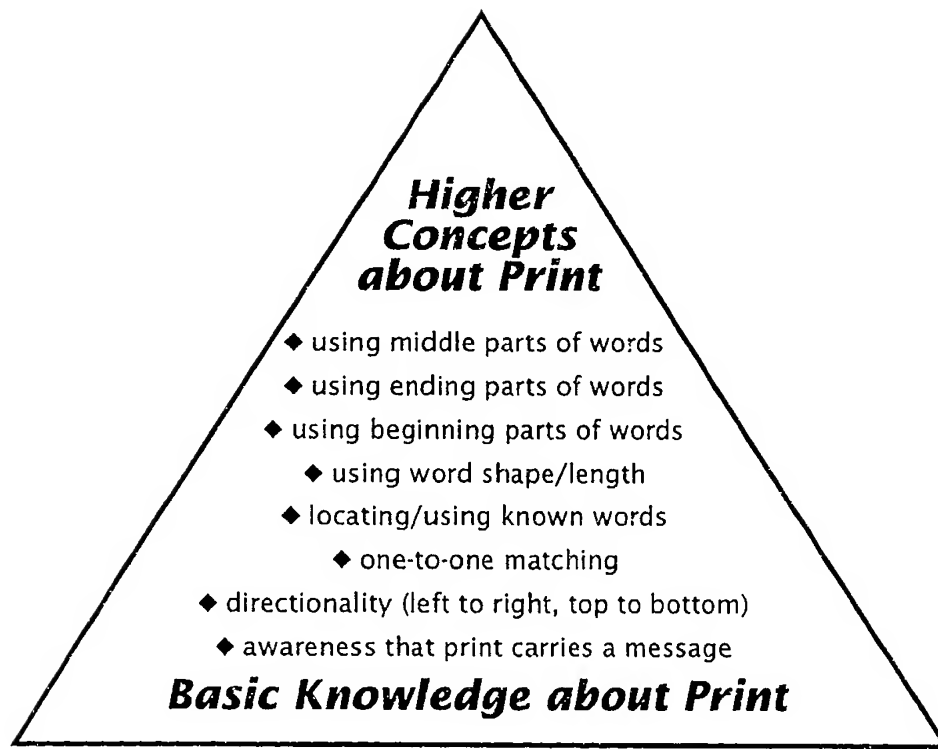 Higher
Concepts
about Print
◆ using middle parts of words
◆ using ending parts of words
◆ using beginning parts of words
◆ using word shape/length
◆ locating/using known words
◆ one-to-one matching
◆ directionality (left to right, top to bottom)
◆ awareness that print carries a message
Basic Knowledge about Print